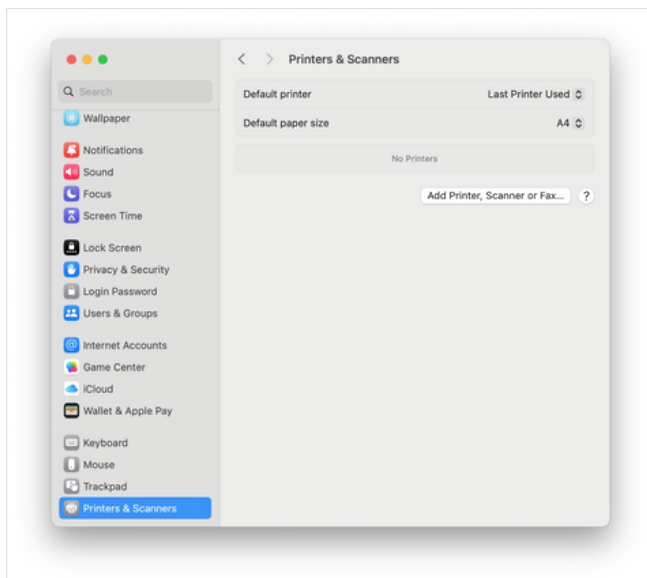 Printers & Scanners
Search
Default printer Last Printer Used
Default paper size A4
No Printers
Add Printer, Scanner or Fax... ?
Wallpaper
Notifications
Sound
Focus
Screen Time
Lock Screen
Privacy & Security
Login Password
Users & Groups
Internet Accounts
Game Center
iCloud
Wallet & Apple Pay
Keyboard
Mouse
Trackpad
Printers & Scanners